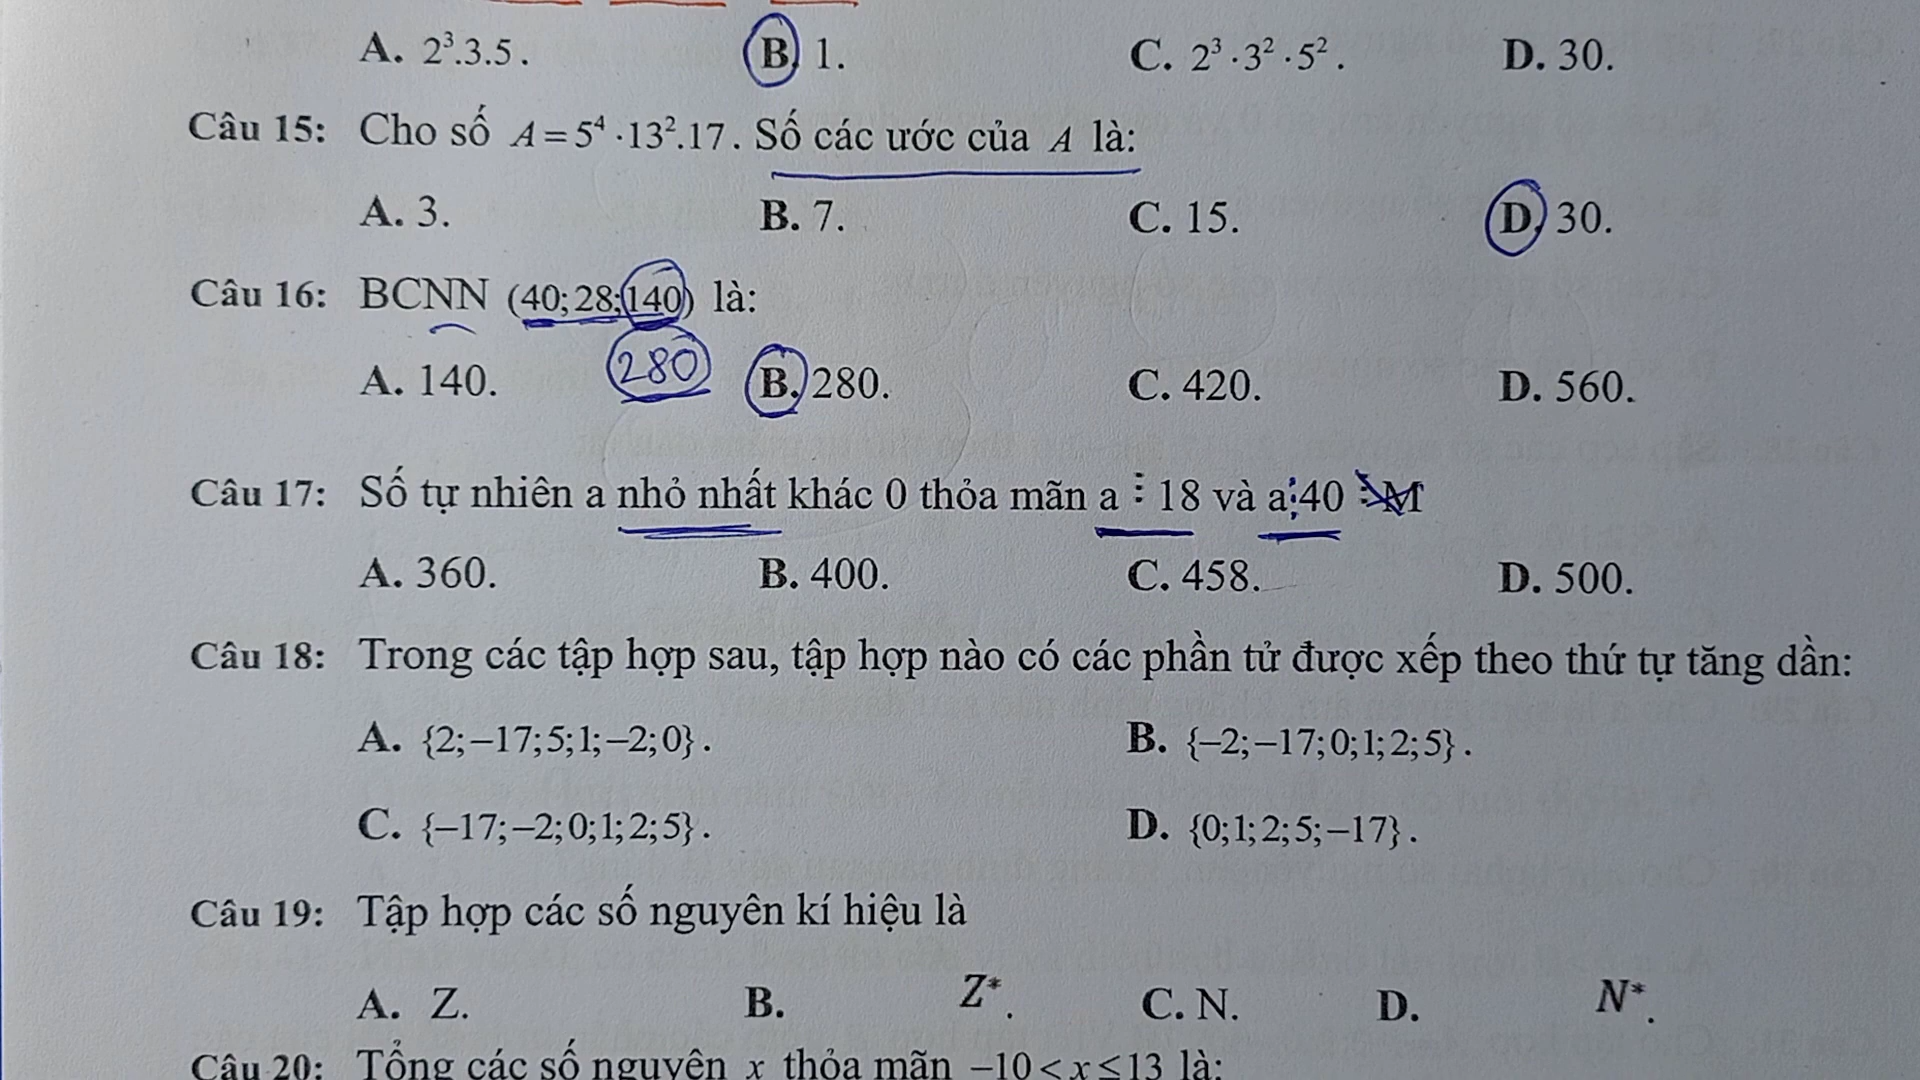 A. 2³.3.5. B. 1. C. 2³·3²·5². D. 30.
Câu 15: Cho số A=5⁴·13².17. Số các ước của A là:
A. 3. B. 7. C. 15. D. 30.
Câu 16: BCNN (40;28;140) là:
280
A. 140. B. 280. C. 420. D. 560.
Câu 17: Số tự nhiên a nhỏ nhất khác 0 thỏa mãn a ⋮ 18 và a⋮40 ⋮M
A. 360. B. 400. C. 458. D. 500.
Câu 18: Trong các tập hợp sau, tập hợp nào có các phần tử được xếp theo thứ tự tăng dần:
A. {2;−17;5;1;−2;0}. B. {−2;−17;0;1;2;5}.
C. {−17;−2;0;1;2;5}. D. {0;1;2;5;−17}.
Câu 19: Tập hợp các số nguyên kí hiệu là
A. Z. B. Z*. C. N. D. N*.
Câu 20: Tổng các số nguyên x thỏa mãn −10<x≤13 là: